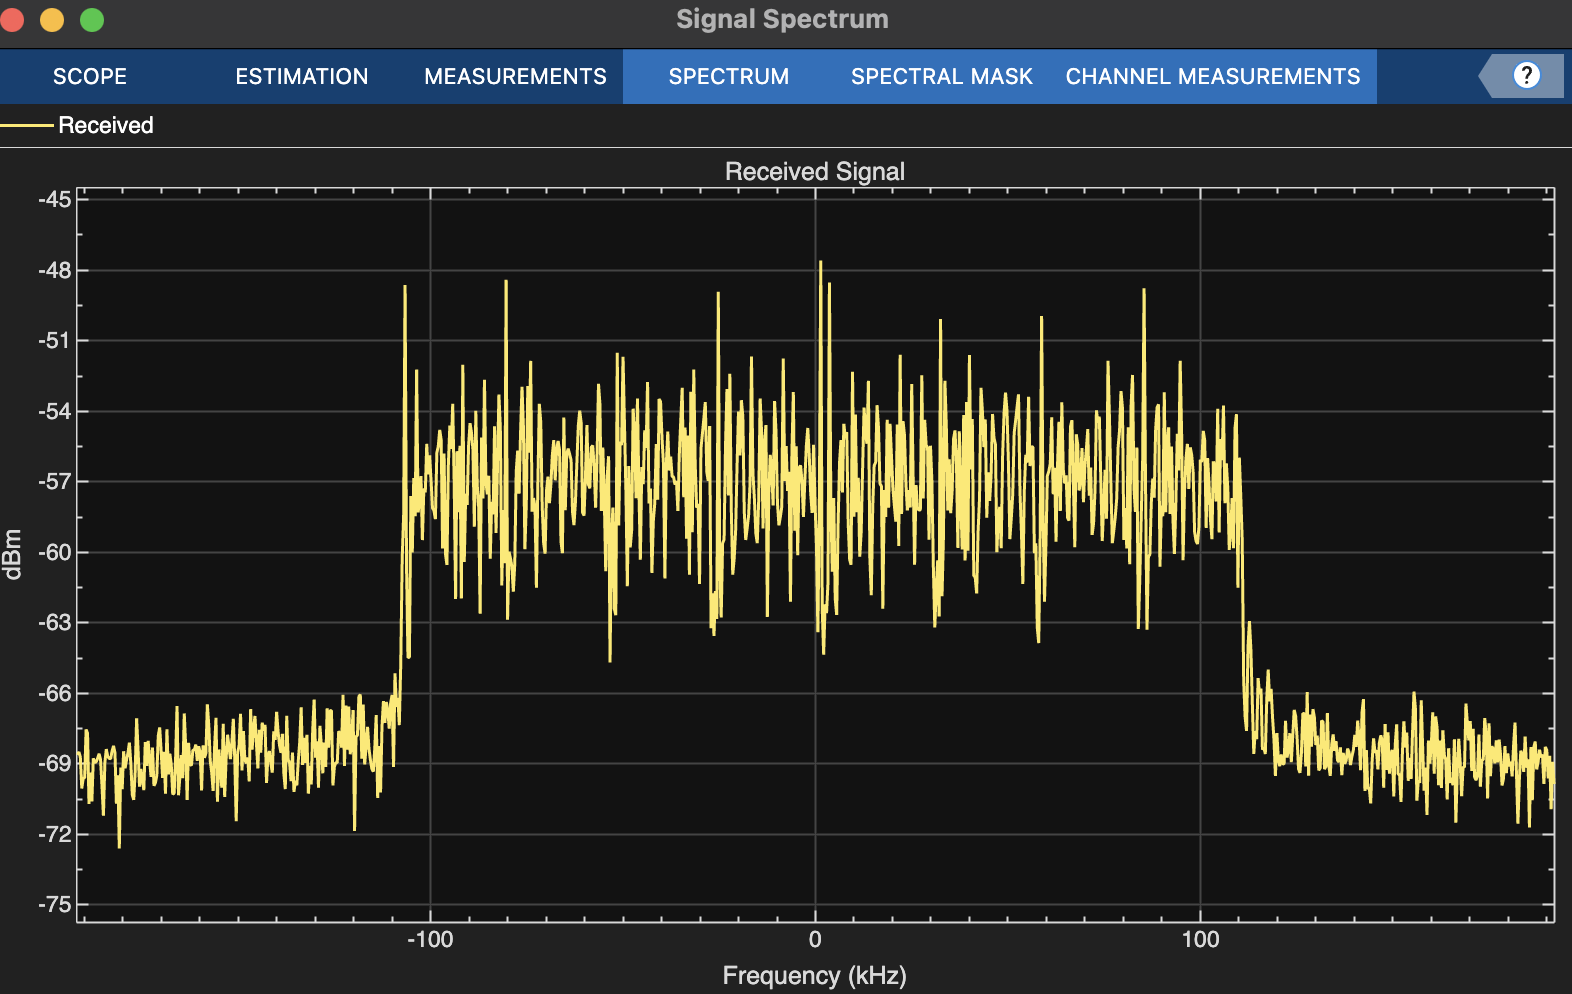 Signal Spectrum
SCOPE ESTIMATION MEASUREMENTS SPECTRUM SPECTRAL MASK CHANNEL MEASUREMENTS ?
Received
Received Signal
-45
-48
-51
-54
-57
-60
-63
-66
-69
-72
-75
dBm
-100 0 100
Frequency (kHz)